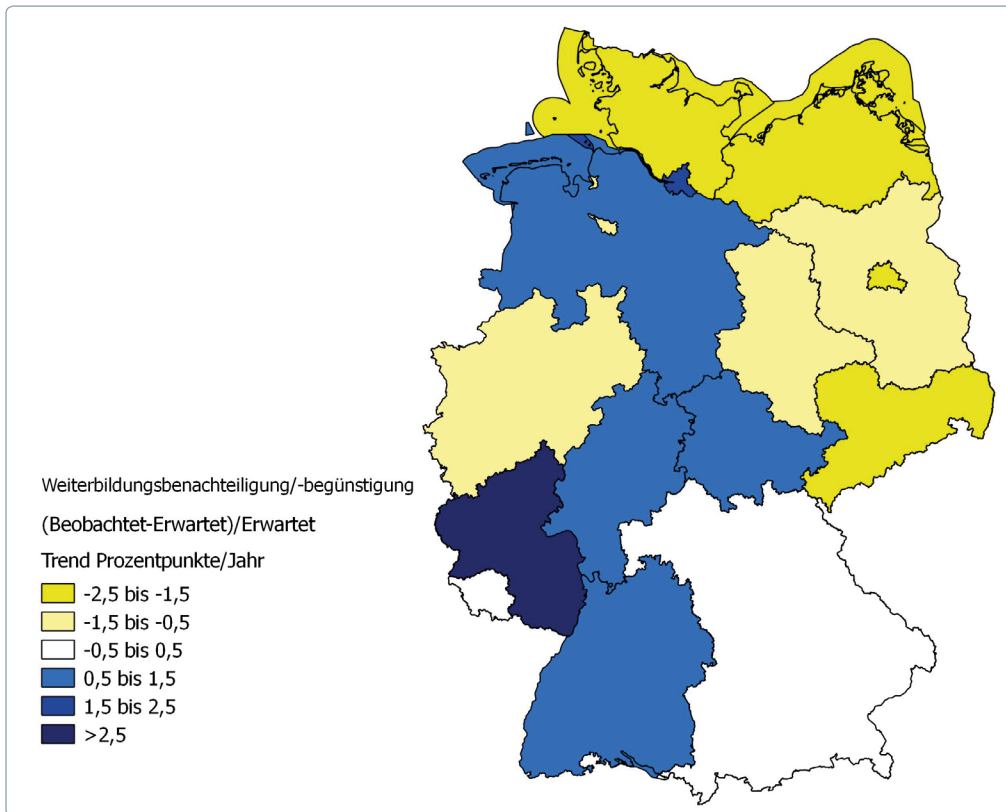 Weiterbildungsbenachteiligung/-begünstigung
(Beobachtet-Erwartet)/Erwartet
Trend Prozentpunkte/Jahr
-2,5 bis -1,5
-1,5 bis -0,5
-0,5 bis 0,5
0,5 bis 1,5
1,5 bis 2,5
>2,5